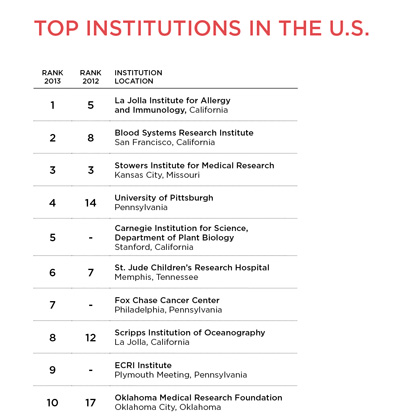 TOP INSTITUTIONS IN THE U.S.
RANK RANK INSTITUTION
2013 2012 LOCATION
1 5 La Jolla Institute for Allergy
and Immunology, California
2 8 Blood Systems Research Institute
San Francisco, California
3 3 Stowers Institute for Medical Research
Kansas City, Missouri
4 14 University of Pittsburgh
Pennsylvania
5 - Carnegie Institution for Science,
Department of Plant Biology
Stanford, California
6 7 St. Jude Children's Research Hospital
Memphis, Tennessee
7 - Fox Chase Cancer Center
Philadelphia, Pennsylvania
8 12 Scripps Institution of Oceanography
La Jolla, California
9 - ECRI Institute
Plymouth Meeting, Pennsylvania
10 17 Oklahoma Medical Research Foundation
Oklahoma City, Oklahoma